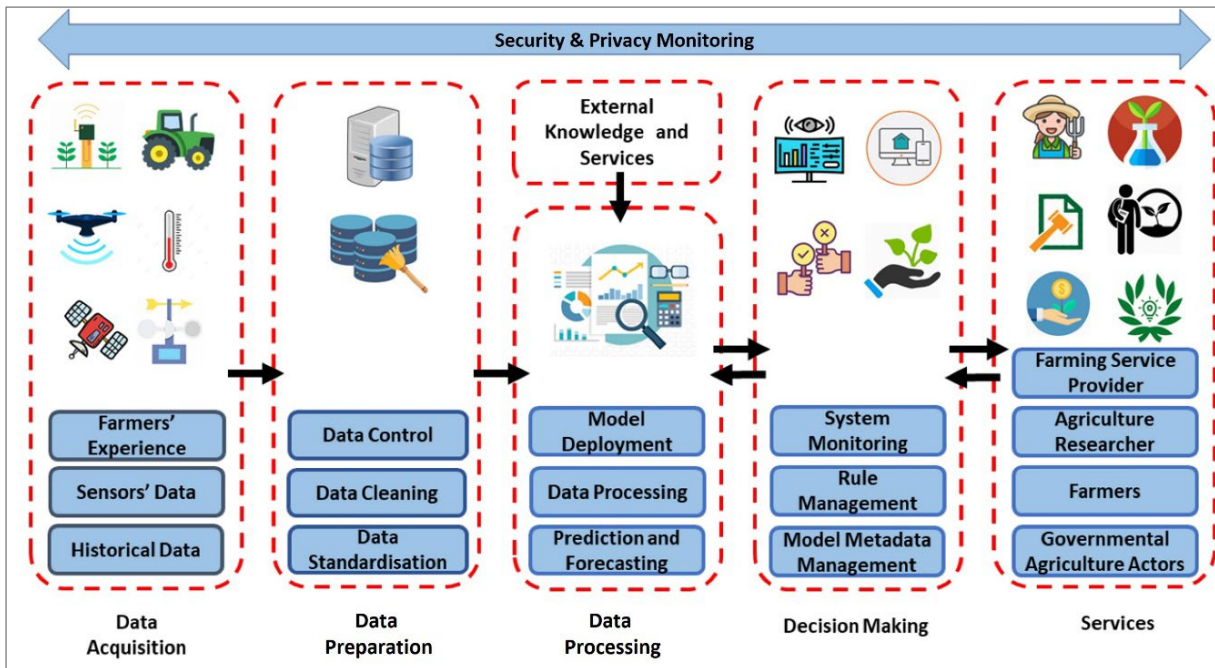 Security & Privacy Monitoring
External
Knowledge and
Services
Farmers’
Experience
Sensors’ Data
Historical Data
Data
Acquisition
Data Control
Data Cleaning
Data
Standardisation
Data
Preparation
Model
Deployment
Data Processing
Prediction and
Forecasting
Data
Processing
System
Monitoring
Rule
Management
Model Metadata
Management
Decision Making
Farming Service
Provider
Agriculture
Researcher
Farmers
Governmental
Agriculture Actors
Services